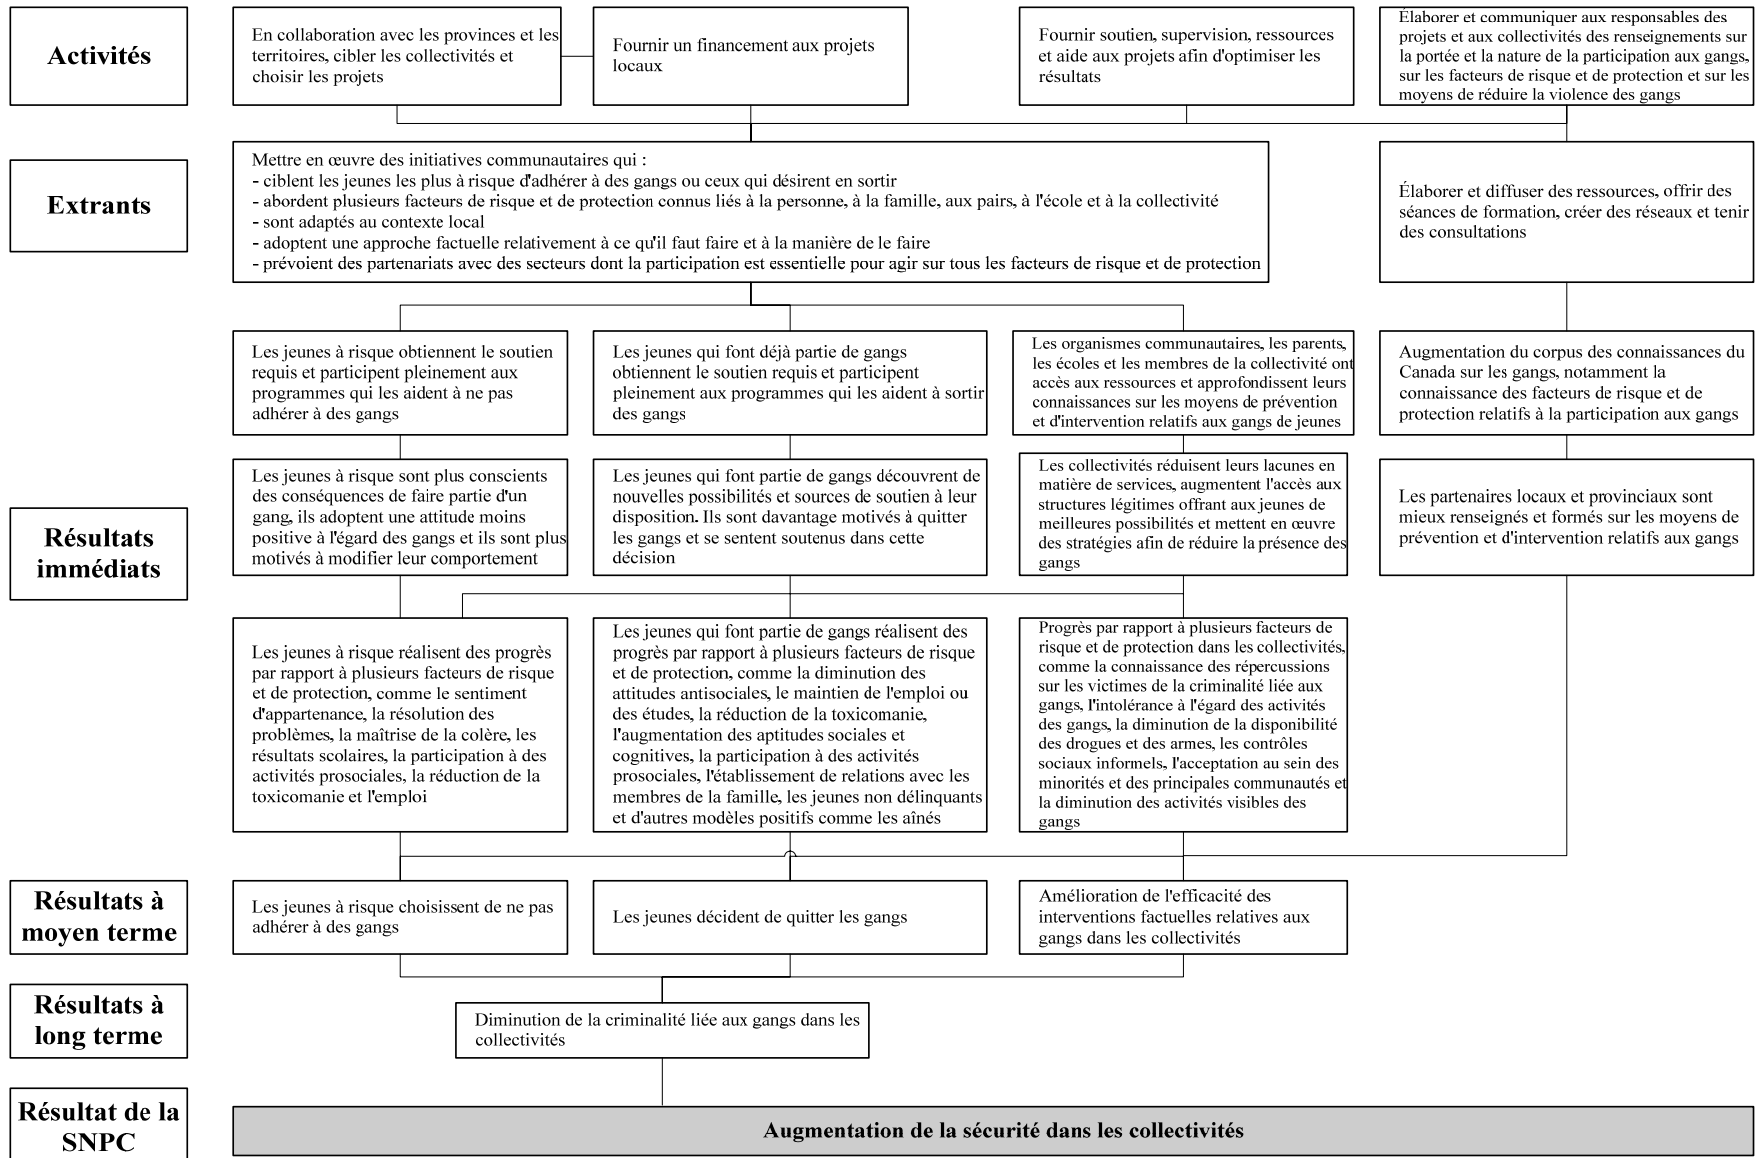 Activités
En collaboration avec les provinces et les
territoires, cibler les collectivités et
choisir les projets
Fournir un financement aux projets
locaux
Fournir soutien, supervision, ressources
et aide aux projets afin d'optimiser les
résultats
Élaborer et communiquer aux responsables des
projets et aux collectivités des renseignements sur
la portée et la nature de la participation aux gangs,
sur les facteurs de risque et de protection et sur les
moyens de réduire la violence des gangs
Extrants
Mettre en œuvre des initiatives communautaires qui :
- ciblent les jeunes les plus à risque d'adhérer à des gangs ou ceux qui désirent en sortir
- abordent plusieurs facteurs de risque et de protection connus liés à la personne, à la famille, aux pairs, à l'école et à la collectivité
- sont adaptés au contexte local
- adoptent une approche factuelle relativement à ce qu'il faut faire et à la manière de le faire
- prévoient des partenariats avec des secteurs dont la participation est essentielle pour agir sur tous les facteurs de risque et de protection
Élaborer et diffuser des ressources, offrir des
séances de formation, créer des réseaux et tenir
des consultations
Résultats
immédiats
Les jeunes à risque obtiennent le soutien
requis et participent pleinement aux
programmes qui les aident à ne pas
adhérer à des gangs
Les jeunes qui font déjà partie de gangs
obtiennent le soutien requis et participent
pleinement aux programmes qui les aident à sortir
des gangs
Les organismes communautaires, les parents,
les écoles et les membres de la collectivité ont
accès aux ressources et approfondissent leurs
connaissances sur les moyens de prévention
et d'intervention relatifs aux gangs de jeunes
Augmentation du corpus des connaissances du
Canada sur les gangs, notamment la
connaissance des facteurs de risque et de
protection relatifs à la participation aux gangs
Les jeunes à risque sont plus conscients
des conséquences de faire partie d'un
gang, ils adoptent une attitude moins
positive à l'égard des gangs et ils sont plus
motivés à modifier leur comportement
Les jeunes qui font partie de gangs découvrent de
nouvelles possibilités et sources de soutien à leur
disposition. Ils sont davantage motivés à quitter
les gangs et se sentent soutenus dans cette
décision
Les collectivités réduisent leurs lacunes en
matière de services, augmentent l'accès aux
structures légitimes offrant aux jeunes de
meilleures possibilités et mettent en œuvre
des stratégies afin de réduire la présence des
gangs
Les partenaires locaux et provinciaux sont
mieux renseignés et formés sur les moyens de
prévention et d'intervention relatifs aux gangs
Les jeunes à risque réalisent des progrès
par rapport à plusieurs facteurs de risque
et de protection, comme le sentiment
d'appartenance, la résolution des
problèmes, la maîtrise de la colère, les
résultats scolaires, la participation à des
activités prosociales, la réduction de la
toxicomanie et l'emploi
Les jeunes qui font partie de gangs réalisent des
progrès par rapport à plusieurs facteurs de risque
et de protection, comme la diminution des
attitudes antisociales, le maintien de l'emploi ou
des études, la réduction de la toxicomanie,
l'augmentation des aptitudes sociales et
cognitives, la participation à des activités
prosociales, l'établissement de relations avec les
membres de la famille, les jeunes non délinquants
et d'autres modèles positifs comme les aînés
Progrès par rapport à plusieurs facteurs de
risque et de protection dans les collectivités,
comme la connaissance des répercussions
sur les victimes de la criminalité liée aux
gangs, l'intolérance à l'égard des activités
des gangs, la diminution de la disponibilité
des drogues et des armes, les contrôles
sociaux informels, l'acceptation au sein des
minorités et des principales communautés et
la diminution des activités visibles des
gangs
Résultats à
moyen terme
Les jeunes à risque choisissent de ne pas
adhérer à des gangs
Les jeunes décident de quitter les gangs
Amélioration de l'efficacité des
interventions factuelles relatives aux
gangs dans les collectivités
Résultats à
long terme
Diminution de la criminalité liée aux gangs dans les
collectivités
Résultat de la
SNPC
Augmentation de la sécurité dans les collectivités